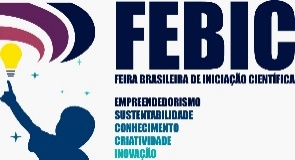 FEBIC
FEIRA BRASILEIRA DE INICIAÇÃO CIENTÍFICA
EMPREENDEDORISMO
SUSTENTABILIDADE
CONHECIMENTO
CRIATIVIDADE
INOVAÇÃO